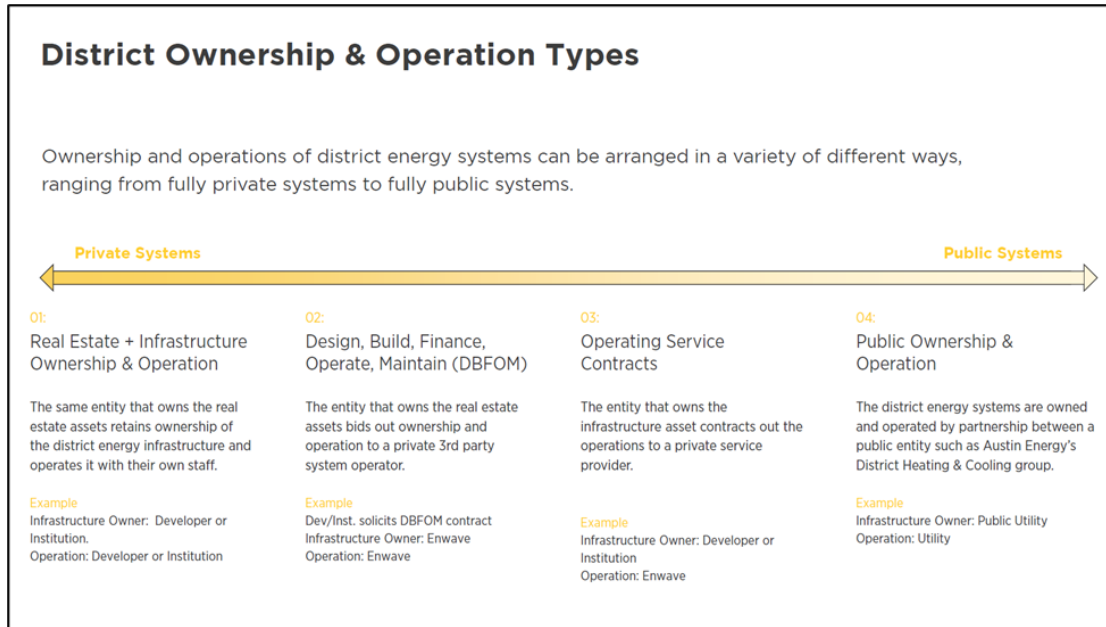 District Ownership & Operation Types
Ownership and operations of district energy systems can be arranged in a variety of different ways,
ranging from fully private systems to fully public systems.
Private Systems
Public Systems
01:
Real Estate + Infrastructure
Ownership & Operation
The same entity that owns the real
estate assets retains ownership of
the district energy infrastructure and
operates it with their own staff.
Example
Infrastructure Owner: Developer or
Institution.
Operation: Developer or Institution
02:
Design, Build, Finance,
Operate, Maintain (DBFOM)
The entity that owns the real estate
assets bids out ownership and
operation to a private 3rd party
system operator.
Example
Dev/Inst. solicits DBFOM contract
Infrastructure Owner: Enwave
Operation: Enwave
03:
Operating Service
Contracts
The entity that owns the
infrastructure asset contracts out the
operations to a private service
provider.
Example
Infrastructure Owner: Developer or
Institution
Operation: Enwave
04:
Public Ownership &
Operation
The district energy systems are owned
and operated by partnership between a
public entity such as Austin Energy's
District Heating & Cooling group.
Example
Infrastructure Owner: Public Utility
Operation: Utility